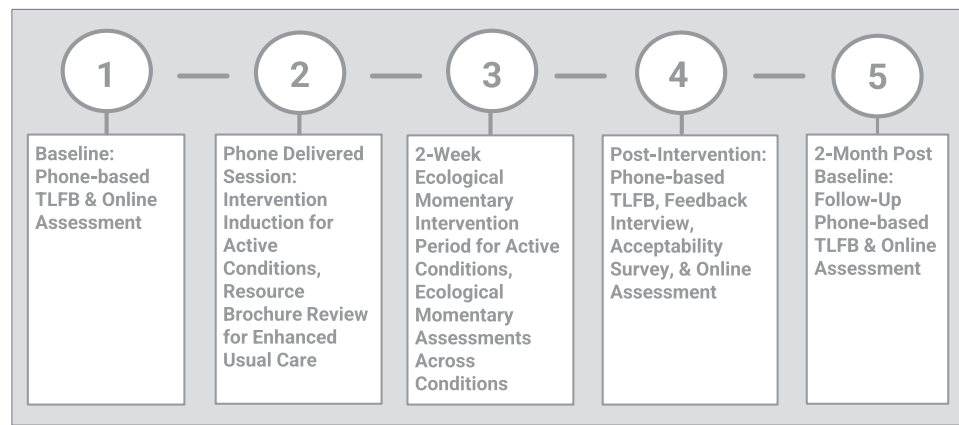 1
Baseline:
Phone-based
TLFB & Online
Assessment
2
Phone Delivered
Session:
Intervention
Induction for
Active
Conditions,
Resource
Brochure Review
for Enhanced
Usual Care
3
2-Week
Ecological
Momentary
Intervention
Period for Active
Conditions,
Ecological
Momentary
Assessments
Across
Conditions
4
Post-Intervention:
Phone-based
TLFB, Feedback
Interview,
Acceptability
Survey, & Online
Assessment
5
2-Month Post
Baseline:
Follow-Up
Phone-based
TLFB & Online
Assessment